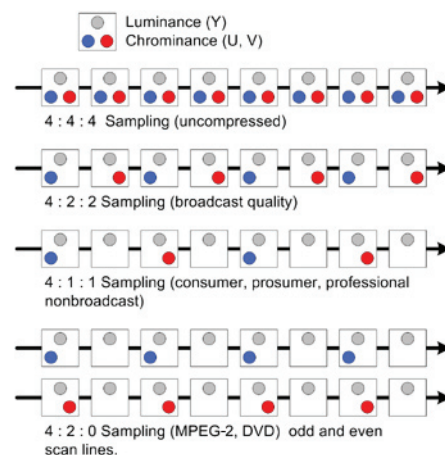 Luminance (Y)
Chrominance (U, V)
4 : 4 : 4  Sampling (uncompressed)
4 : 2 : 2 Sampling (broadcast quality)
4 : 1 : 1 Sampling (consumer, prosumer, professional
nonbroadcast)
4 : 2 : 0 Sampling (MPEG-2, DVD)  odd and even
scan lines.